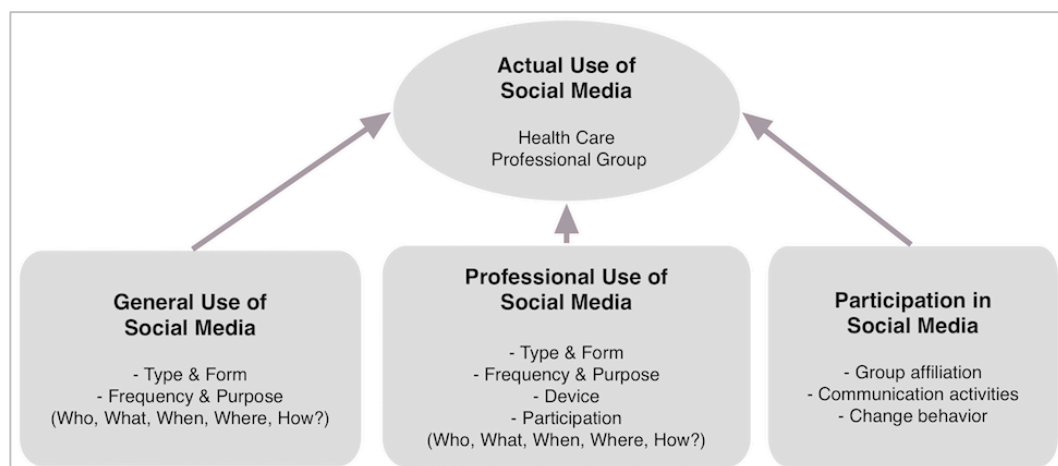 Actual Use of
Social Media
Health Care
Professional Group
General Use of
Social Media
- Type & Form
- Frequency & Purpose
(Who, What, When, Where, How?)
Professional Use of
Social Media
- Type & Form
- Frequency & Purpose
- Device
- Participation
(Who, What, When, Where, How?)
Participation in
Social Media
- Group affiliation
- Communication activities
- Change behavior